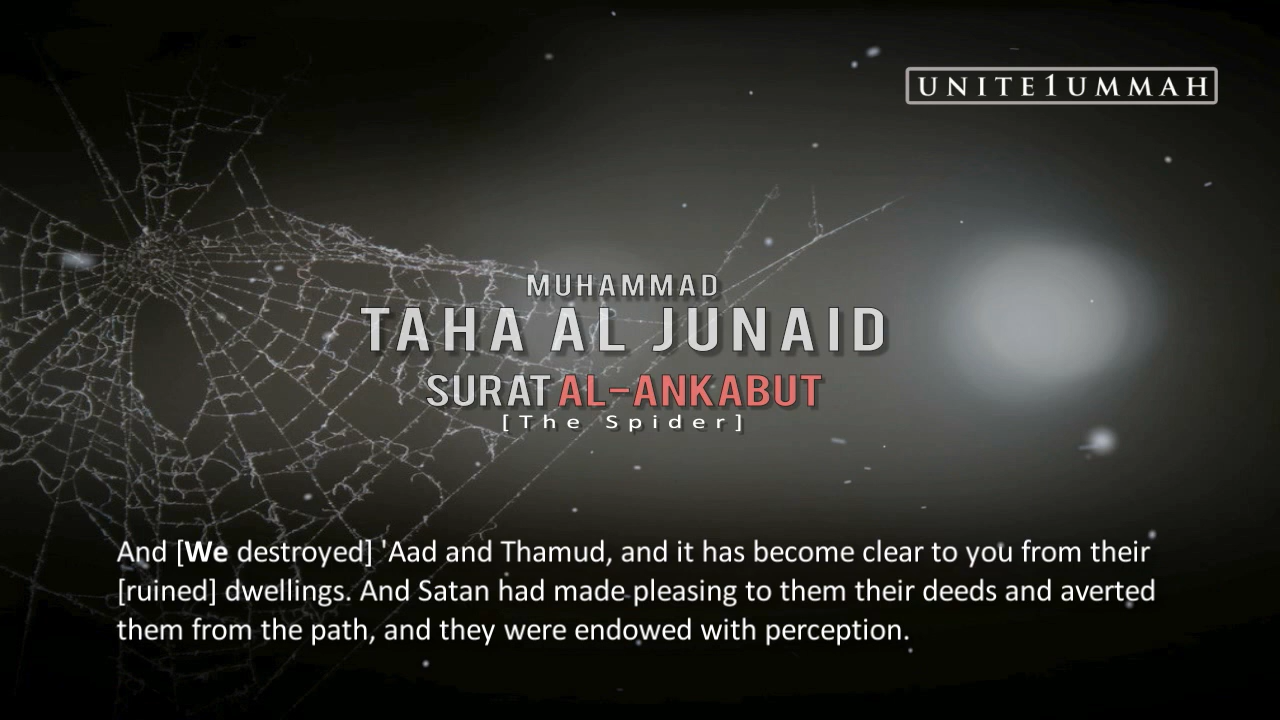 UNITE1UMMAH
MUHAMMAD
TAHA AL JUNAID
SURAT AL-ANKABUT
[The Spider]
And [We destroyed] 'Aad and Thamud, and it has become clear to you from their
[ruined] dwellings. And Satan had made pleasing to them their deeds and averted
them from the path, and they were endowed with perception.